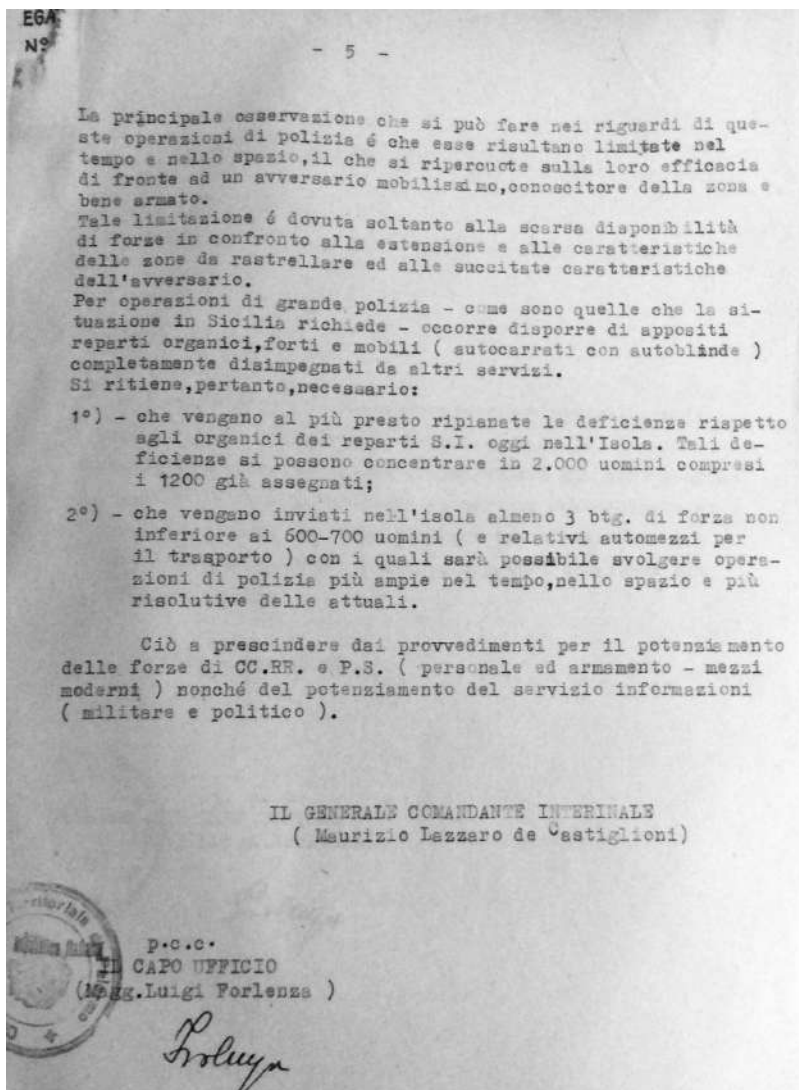 EGA
Nº
- 5 -
La principale osservazione che si può fare nei riguardi di que-
ste operazioni di polizia é che esse risultano limitate nel
tempo e nello spazio,il che si ripercuote sulla loro efficacia
di fronte ad un avversario mobilissimo,conoscitore della zona e
bene armato.
Tale limitazione é dovuta soltanto alla scarsa disponibilità
di forze in confronto alla estensione e alle caratteristiche
delle zone da rastrellare ed alle succitate caratteristiche
dell'avversario.
Per operazioni di grande polizia - come sono quelle che la si-
tuazione in Sicilia richiede - occorre disporre di appositi
reparti organici,forti e mobili ( autocarrati con autoblinde )
completamente disimpegnati da altri servizi.
Si ritiene,pertanto,necessario:
1º) - che vengano al più presto ripianate le deficienze rispetto
agli organici dei reparti S.I. oggi nell'Isola. Tali de-
ficienze si possono concentrare in 2.000 uomini compresi
i 1200 già assegnati;
2º) - che vengano inviati nell'isola almeno 3 btg. di forza non
inferiore ai 600-700 uomini ( e relativi automezzi per
il trasporto ) con i quali sarà possibile svolgere opera-
zioni di polizia più ampie nel tempo,nello spazio e più
risolutive delle attuali.
Ciò a prescindere dai provvedimenti per il potenziamento
delle forze di CC.RR. e P.S. ( personale ed armamento - mezzi
moderni ) nonché del potenziamento del servizio informazioni
( militare e politico ).
IL GENERALE COMANDANTE INTERINALE
( Maurizio Lazzaro de Castiglioni)
p.c.c.
IL CAPO UFFICIO
(Magg.Luigi Forlenza )